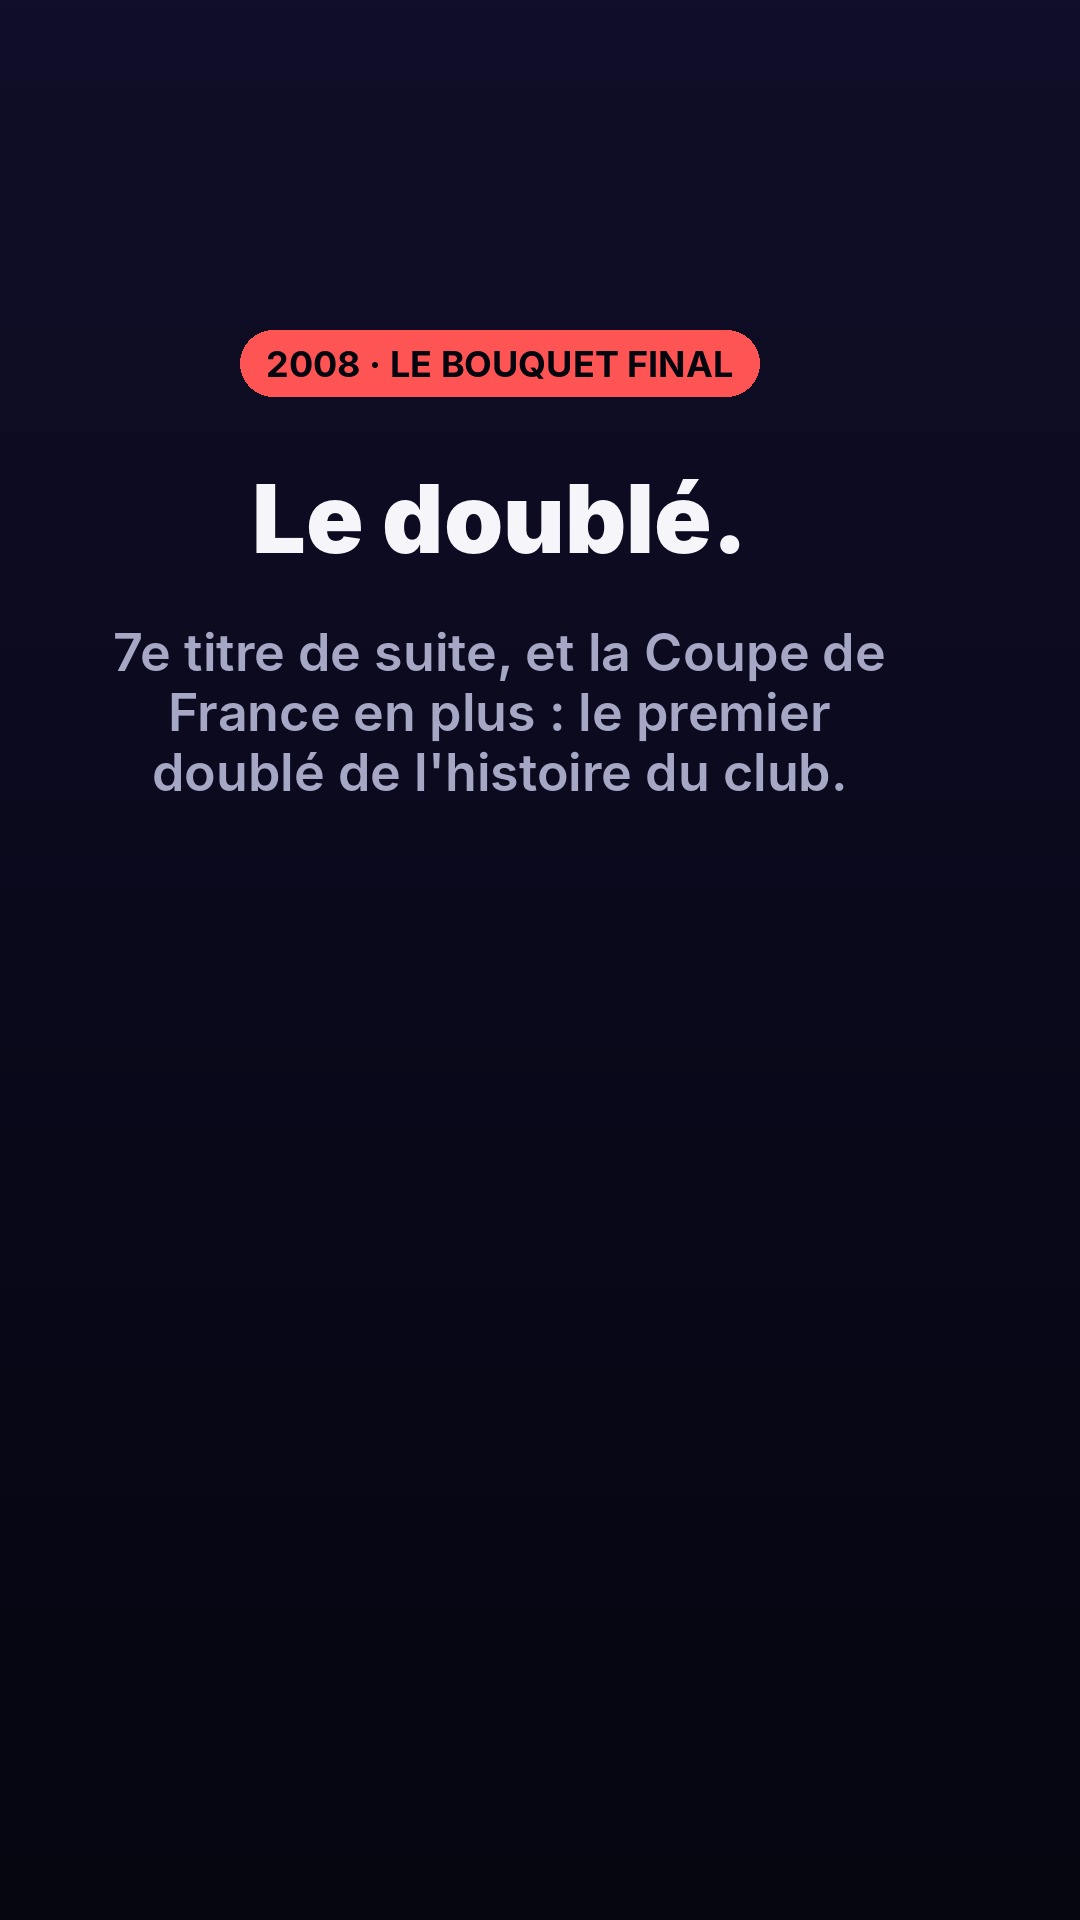 2008 · LE BOUQUET FINAL
Le doublé.
7e titre de suite, et la Coupe de
France en plus : le premier
doublé de l'histoire du club.